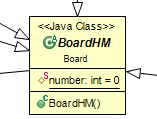 <<Java Class>>
BoardHM
Board
number: int = 0
BoardHM()